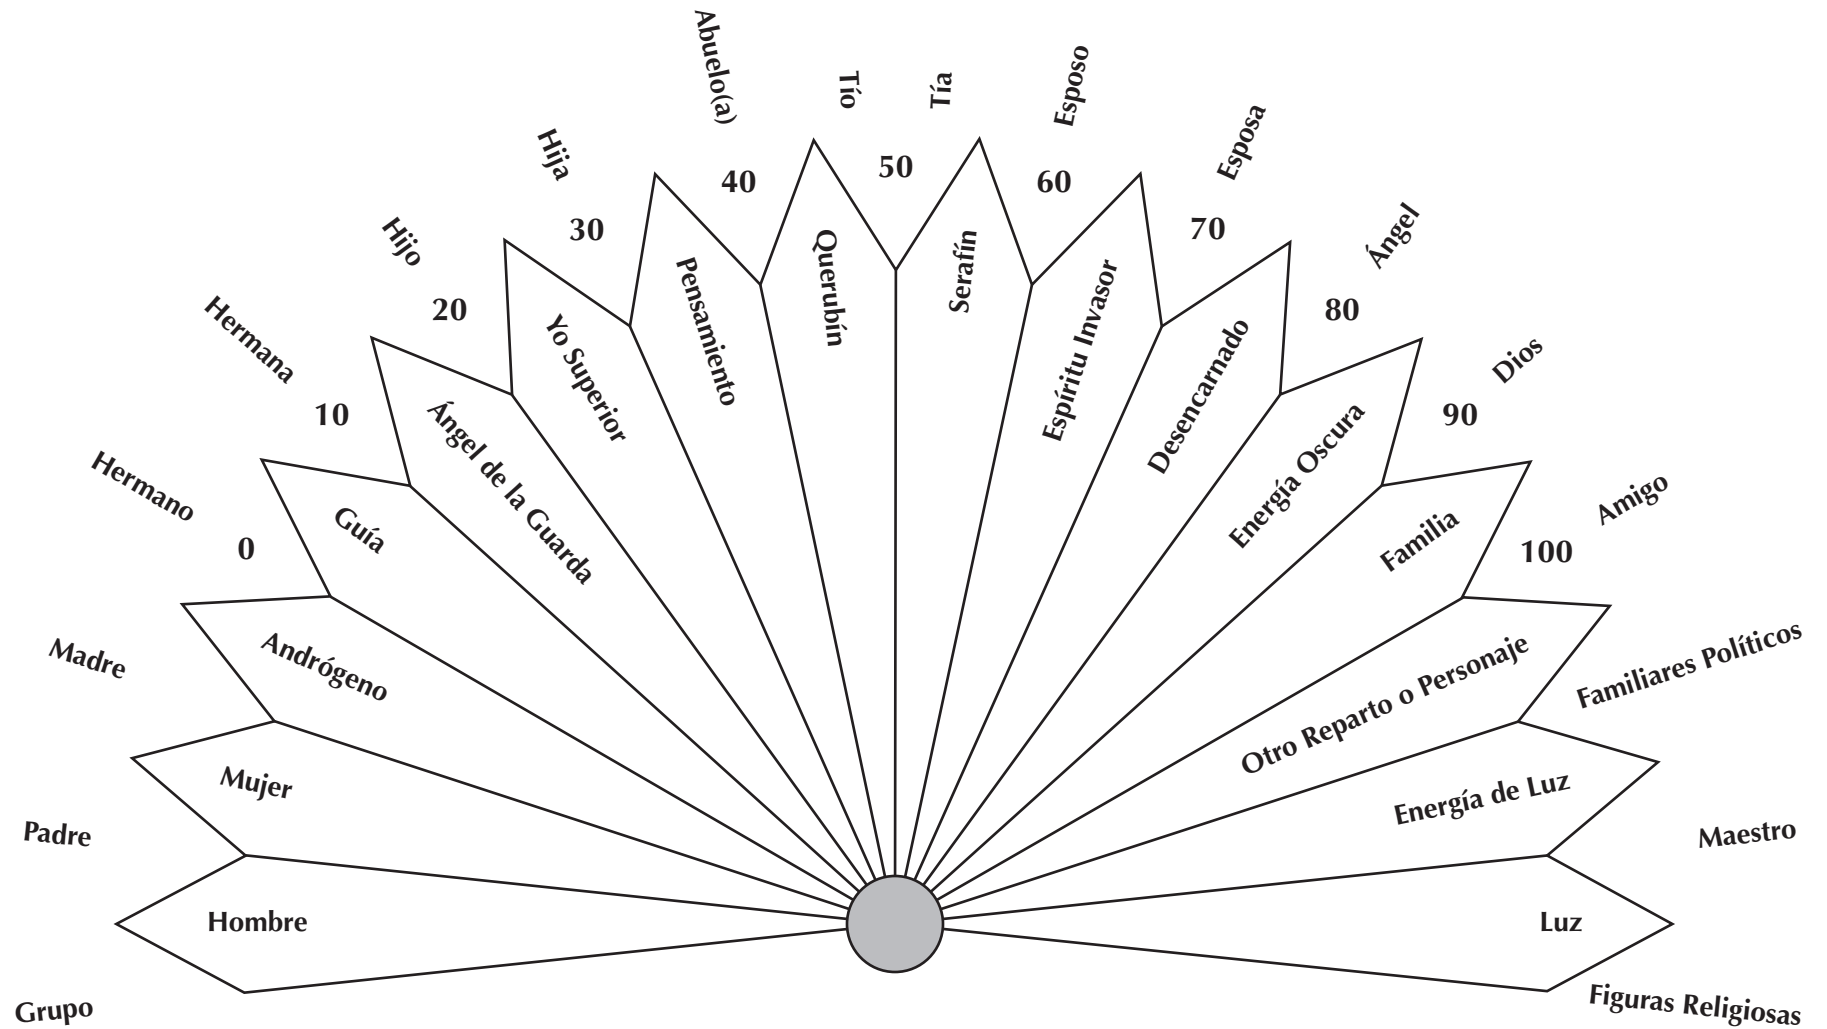 Grupo
Padre
Madre
Hermano
Hermana
Hijo
Hija
Abuelo(a)
Tío
Tía
Esposo
Esposa
Ángel
Dios
Amigo
Familiares Políticos
Maestro
Figuras Religiosas
0
10
20
30
40
50
60
70
80
90
100
Hombre
Mujer
Andrógeno
Guía
Ángel de la Guarda
Yo Superior
Pensamiento
Querubín
Serafín
Espíritu Invasor
Desencarnado
Energía Oscura
Familia
Otro Reparto o Personaje
Energía de Luz
Luz